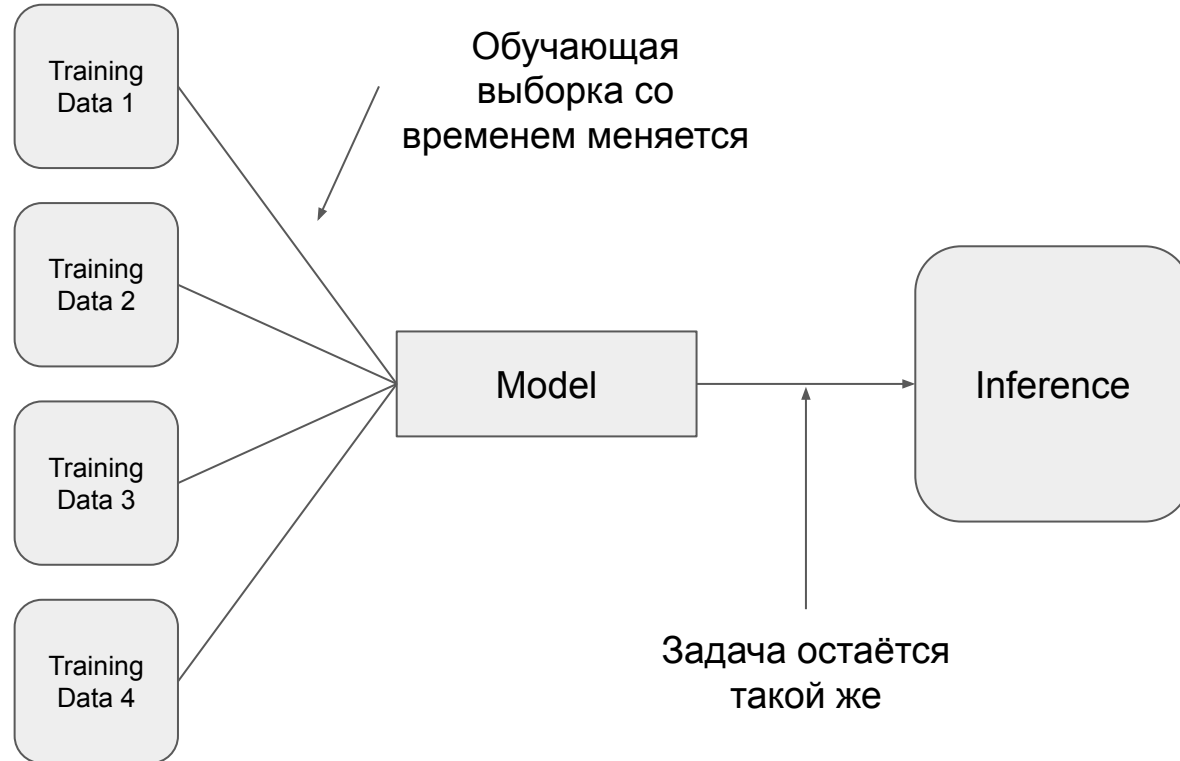 Training
Data 1
Обучающая
выборка со
временем меняется
Training
Data 2
Model
Inference
Training
Data 3
Training
Data 4
Задача остаётся
такой же